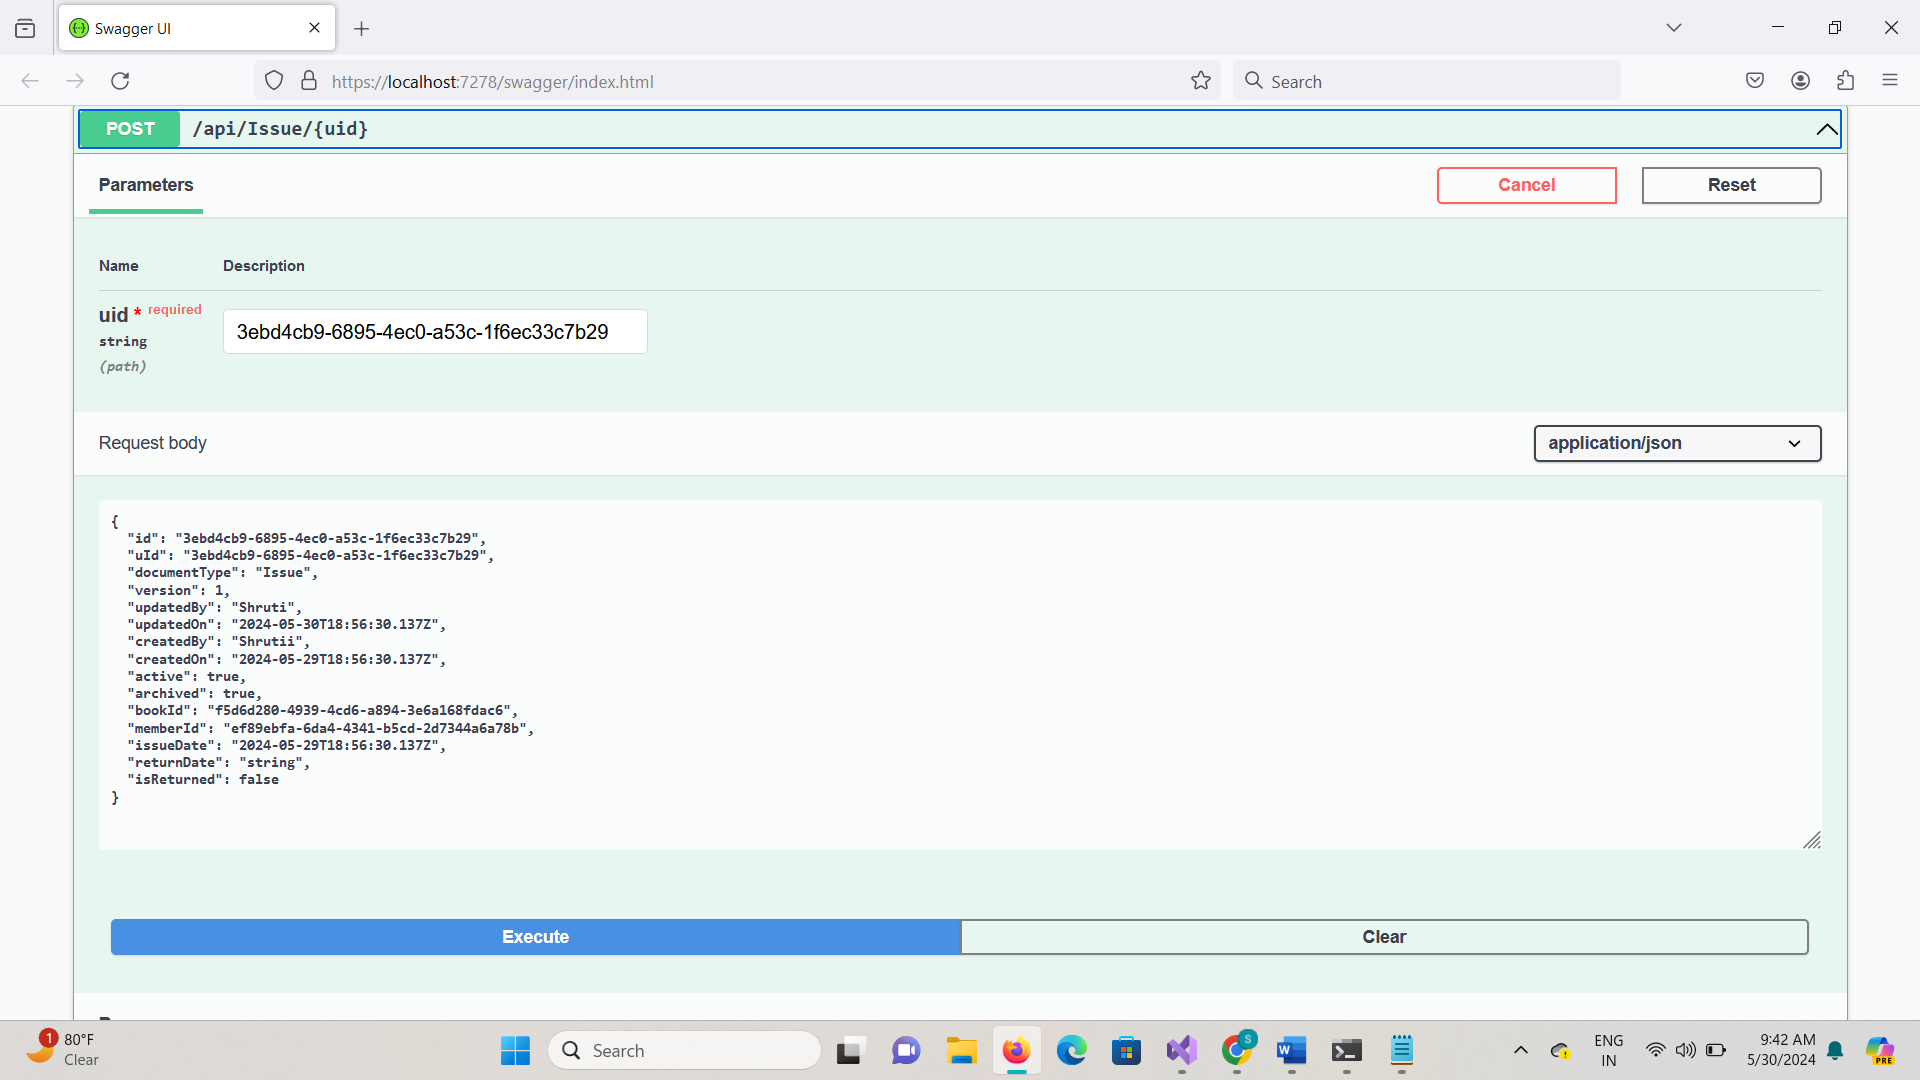 Swagger UI
https://localhost:7278/swagger/index.html
Search
POST /api/Issue/{uid}
Parameters
Cancel
Reset
Name Description
uid * required
string
(path)
3ebd4cb9-6895-4ec0-a53c-1f6ec33c7b29
Request body
application/json
{
"id": "3ebd4cb9-6895-4ec0-a53c-1f6ec33c7b29",
"uId": "3ebd4cb9-6895-4ec0-a53c-1f6ec33c7b29",
"documentType": "Issue",
"version": 1,
"updatedBy": "Shruti",
"updatedOn": "2024-05-30T18:56:30.137Z",
"createdBy": "Shrutii",
"createdOn": "2024-05-29T18:56:30.137Z",
"active": true,
"archived": true,
"bookId": "f5d6d280-4939-4cd6-a894-3e6a168fdac6",
"memberId": "ef89ebfa-6da4-4341-b5cd-2d7344a6a78b",
"issueDate": "2024-05-29T18:56:30.137Z",
"returnDate": "string",
"isReturned": false
}
Execute
Clear
1
80°F
Clear
Search
S
W
ENG
IN
9:42 AM
5/30/2024
PRE